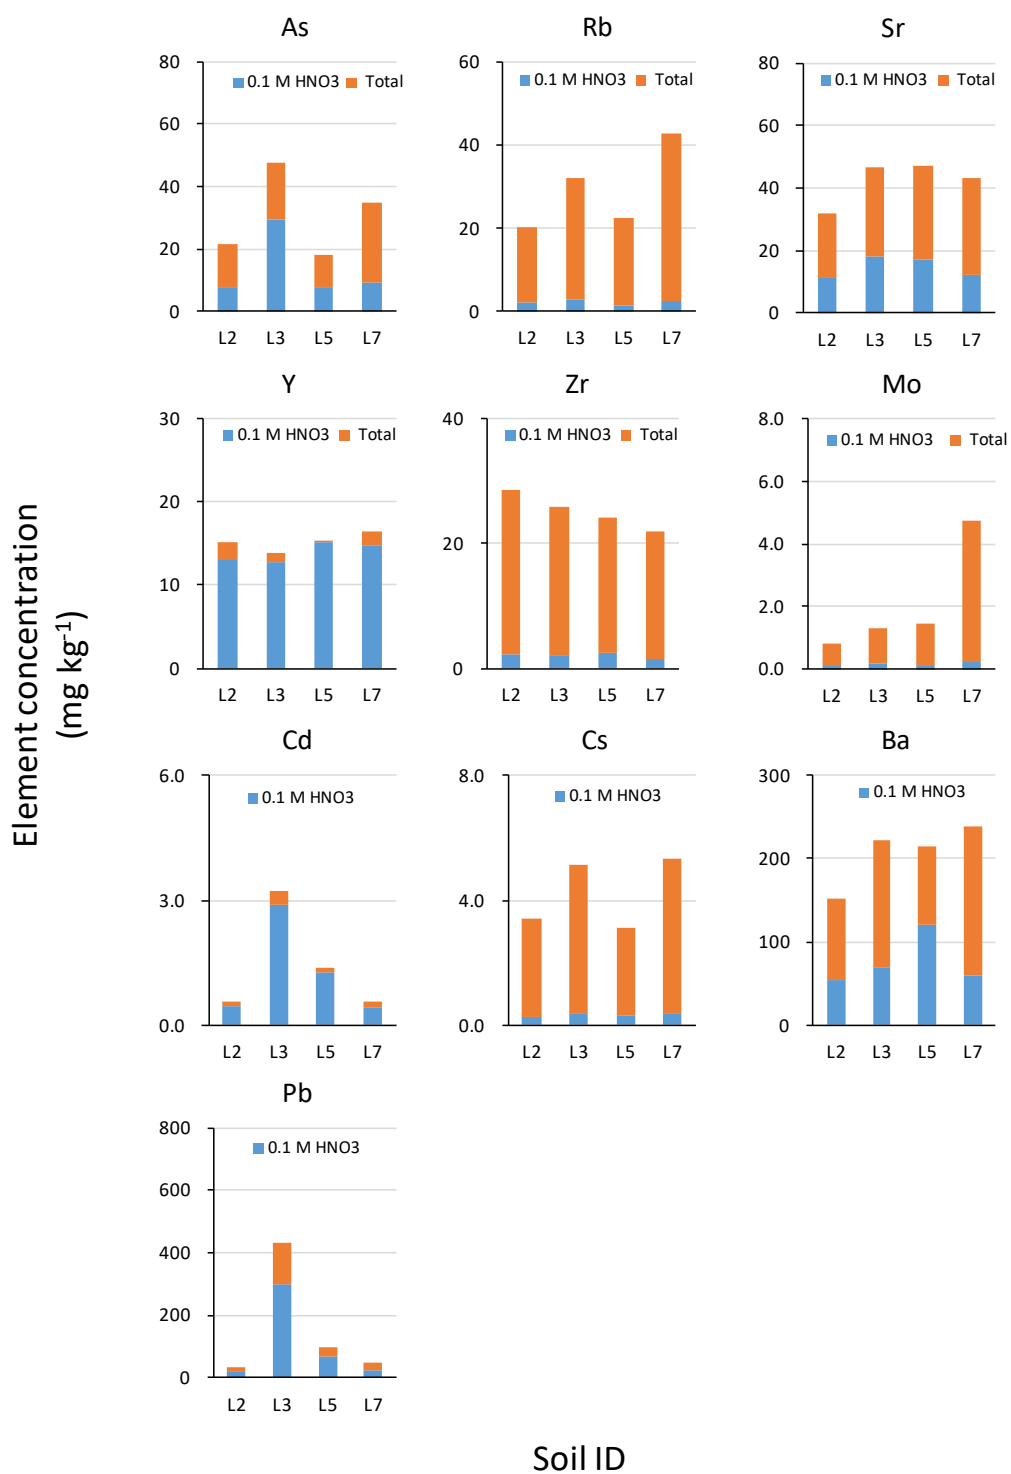 As
80
60
40
20
0
0.1 M HNO3 Total
L2 L3 L5 L7
Rb
60
40
20
0
0.1 M HNO3 Total
L2 L3 L5 L7
Sr
80
60
40
20
0
0.1 M HNO3 Total
L2 L3 L5 L7
Y
30
20
10
0
0.1 M HNO3 Total
L2 L3 L5 L7
Zr
40
20
0
0.1 M HNO3 Total
L2 L3 L5 L7
Mo
8.0
6.0
4.0
2.0
0.0
0.1 M HNO3 Total
L2 L3 L5 L7
Element concentration
(mg kg⁻¹)
Cd
6.0
3.0
0.0
0.1 M HNO3
L2 L3 L5 L7
Cs
8.0
4.0
0.0
0.1 M HNO3
L2 L3 L5 L7
Ba
300
200
100
0
0.1 M HNO3
L2 L3 L5 L7
Pb
800
600
400
200
0
0.1 M HNO3
L2 L3 L5 L7
Soil ID